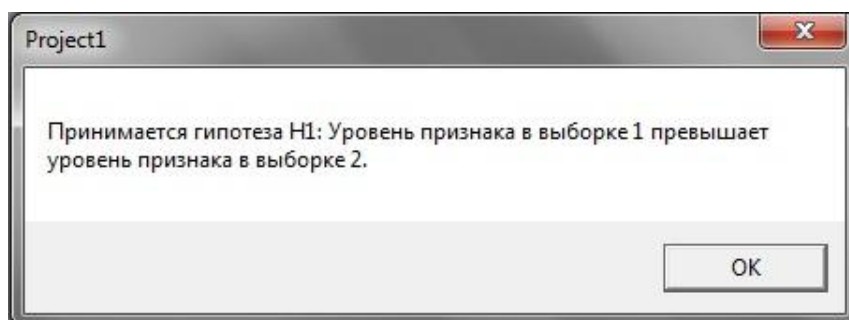 Project1
Принимается гипотеза H1: Уровень признака в выборке 1 превышает
уровень признака в выборке 2.
OK